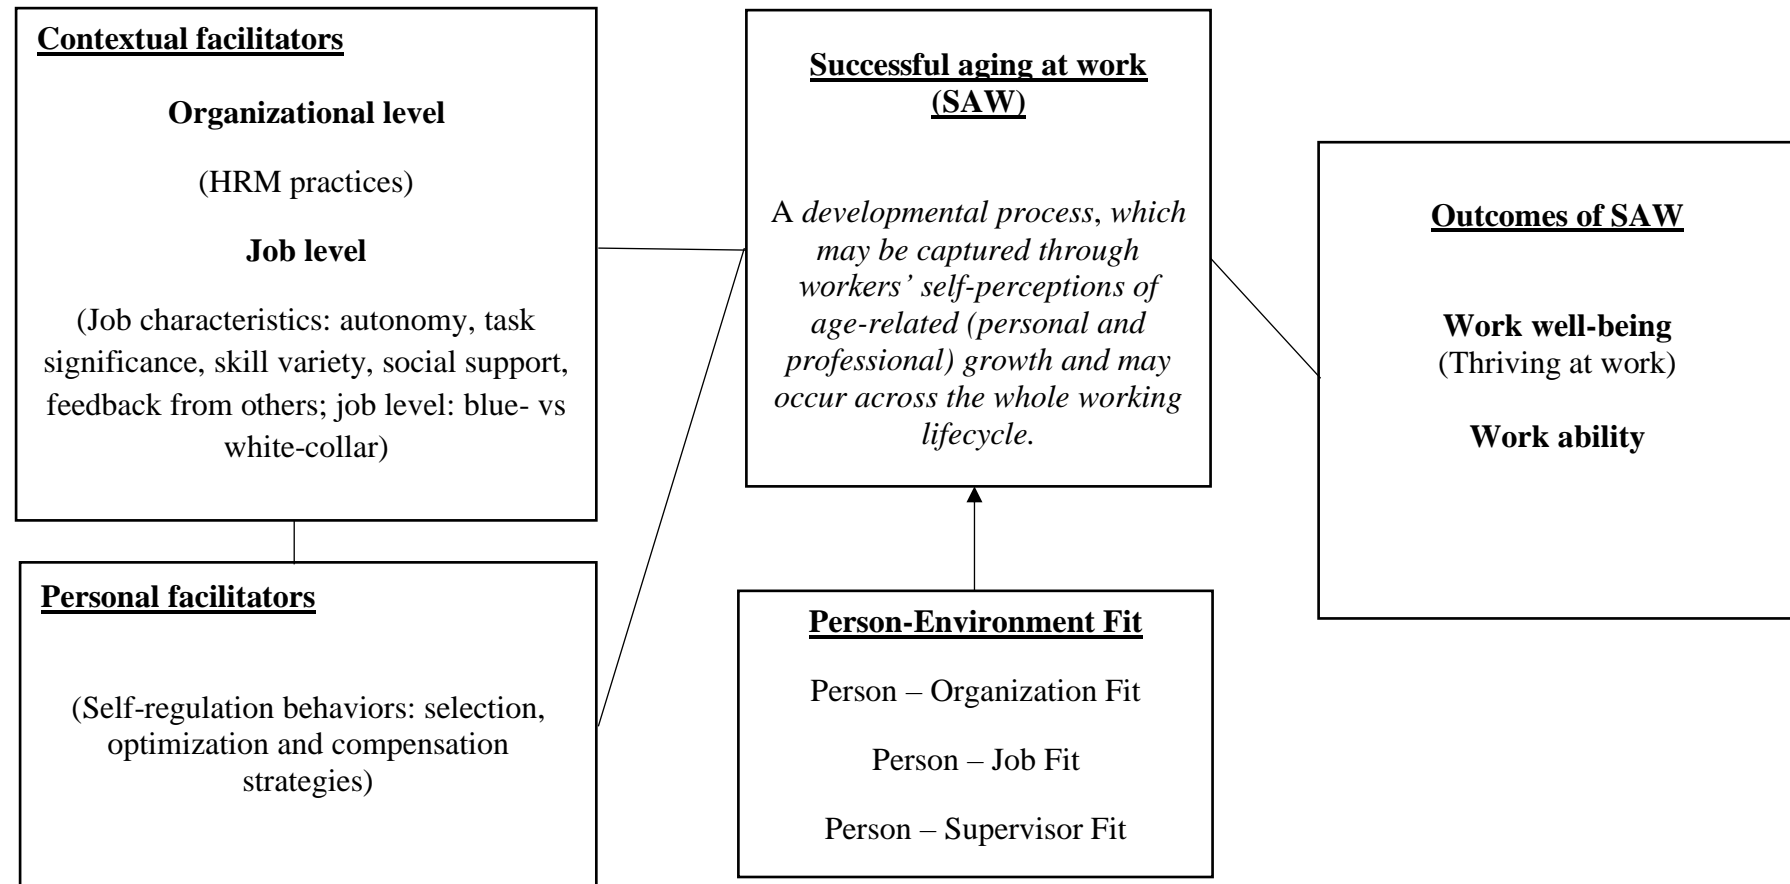 Contextual facilitators
Organizational level
(HRM practices)
Job level
(Job characteristics: autonomy, task
significance, skill variety, social support,
feedback from others; job level: blue- vs
white-collar)
Personal facilitators
(Self-regulation behaviors: selection,
optimization and compensation
strategies)
Successful aging at work
(SAW)
A developmental process, which
may be captured through
workers’ self-perceptions of
age-related (personal and
professional) growth and may
occur across the whole working
lifecycle.
Person-Environment Fit
Person – Organization Fit
Person – Job Fit
Person – Supervisor Fit
Outcomes of SAW
Work well-being
(Thriving at work)
Work ability